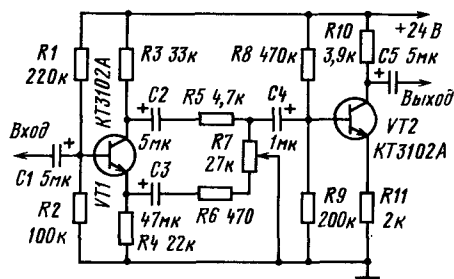 R1
220к
КТ3102А
R3 33к
C2
5мк
R5 4,7к
R8 470к
C4
1мк
R10
3,9к
+24 В
C5 5мк
Выход
Вход
C1 5мк
VT1
C3
47мк
R7
27к
R6 470
VT2
КТ3102А
R2
100к
R4 22к
R9
200к
R11
2к